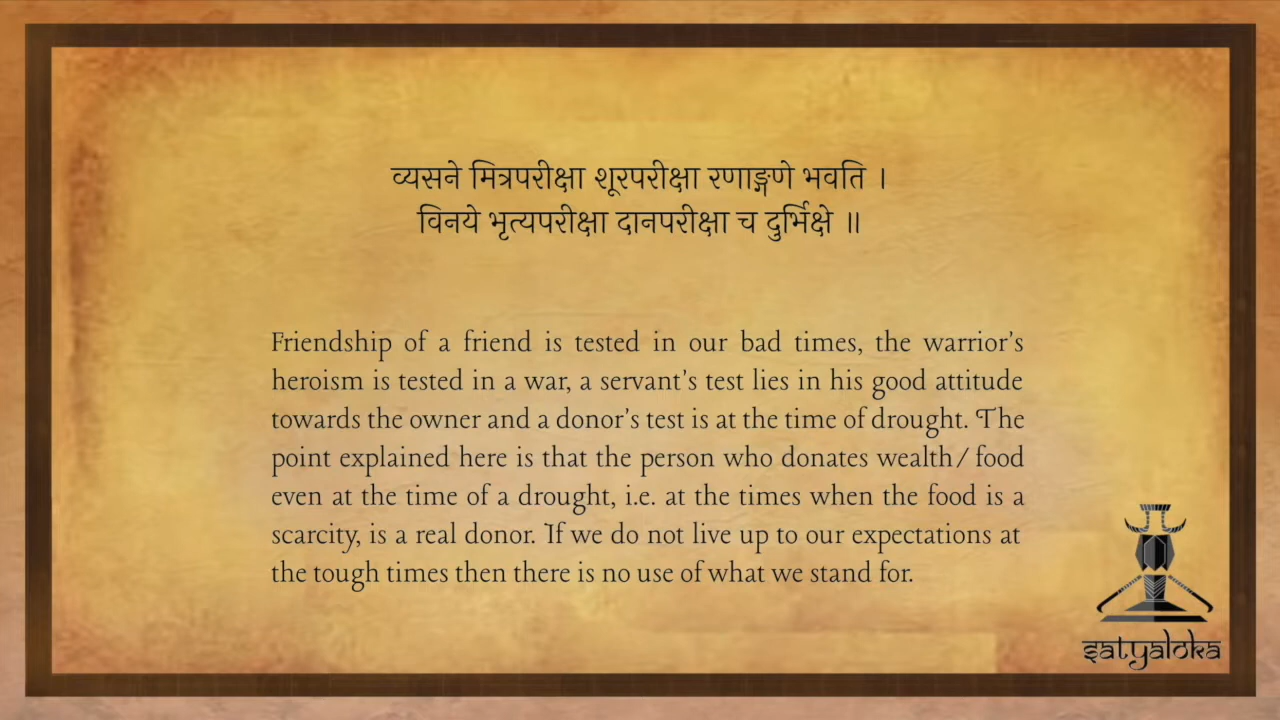 व्यसने मित्रपरीक्षा शूरपरीक्षा रणाङ्गणे भवति ।
विनये भृत्यपरीक्षा दानपरीक्षा च दुर्भिक्षे ॥
Friendship of a friend is tested in our bad times, the warrior's
heroism is tested in a war, a servant's test lies in his good attitude
towards the owner and a donor's test is at the time of drought. The
point explained here is that the person who donates wealth/ food
even at the time of a drought, i.e. at the times when the food is a
scarcity, is a real donor. If we do not live up to our expectations at
the tough times then there is no use of what we stand for.
satyaloka